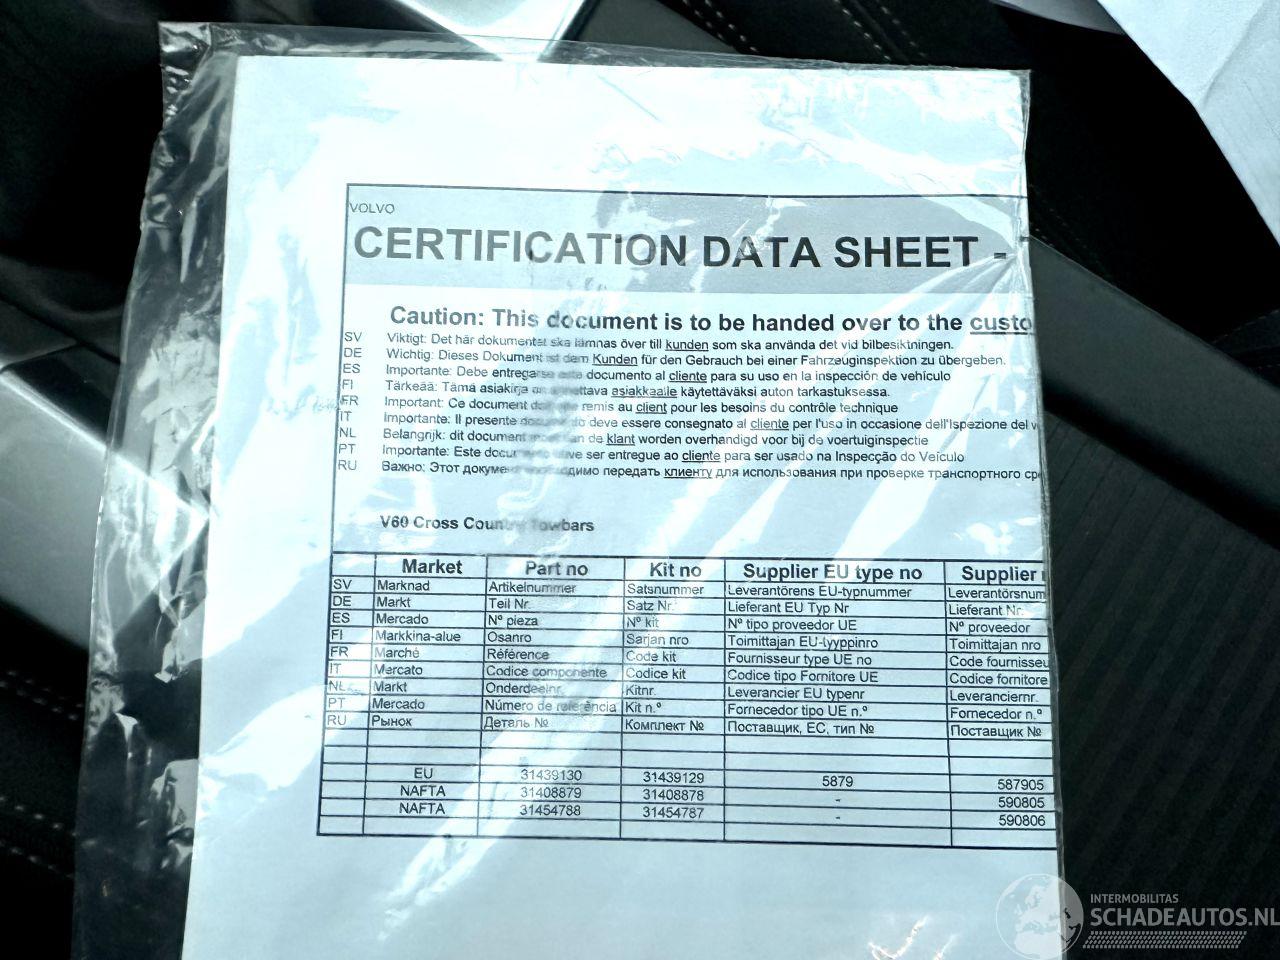 VOLVO
CERTIFICATION DATA SHEET -
Caution: This document is to be handed over to the custo
SV Viktigt: Det här dokumentet ska lämnas över till kunden som ska använda det vid bilbesiktningen.
DE Wichtig: Dieses Dokument ist dem Kunden für den Gebrauch bei einer Fahrzeuginspektion zu übergeben.
ES Importante: Debe entregarse este documento al cliente para su uso en la inspección de vehículo
FI Tärkeää: Tämä asiakirja on annettava asiakkaalle käytettäväksi auton tarkastuksessa.
FR Important: Ce document doit être remis au client pour les besoins du contrôle technique
IT Importante: Il presente documento deve essere consegnato al cliente per l'uso in occasione dell'Ispezione del v
NL Belangrijk: dit document moet aan de klant worden overhandigd voor bij de voertuiginspectie
PT Importante: Este deve ser entregue ao cliente para ser usado na Inspecção do Veículo
RU Важно: Этот передать клиенту для использования при проверке транспортного ср
V60 Cross Country Towbars
Market Part no Kit no Supplier EU type no Supplier
SV Marknad Artikelnummer Satsnummer Leverantörens EU-typnummer Leverantörsnum
DE Markt Teil Nr. Satz Nr. Lieferant EU Typ Nr Lieferant Nr.
ES Mercado Nº pieza Nº kit Nº tipo proveedor UE Nº proveedor
FI Markkina-alue Osanro Sarjan nro Toimittajan EU-tyyppinro Toimittajan nro
FR Marché Référence Code kit Fournisseur type UE no Code fournisseu
IT Mercato Codice componente Codice kit Codice tipo Fornitore UE Codice fornitore
NL Markt Onderdeelnr. Kitnr. Leverancier EU typenr Leveranciernr.
PT Mercado Número de referência Kit n.º Fornecedor tipo UE n.º Fornecedor n.º
RU Рынок Деталь № Комплект № Поставщик, ЕС, тип № Поставщик №
EU 31439130 31439129 5879 587905
NAFTA 31408879 31408878 - 590805
NAFTA 31454788 31454787 - 590806
INTERMOBILITAS
SCHADEAUTOS.NL